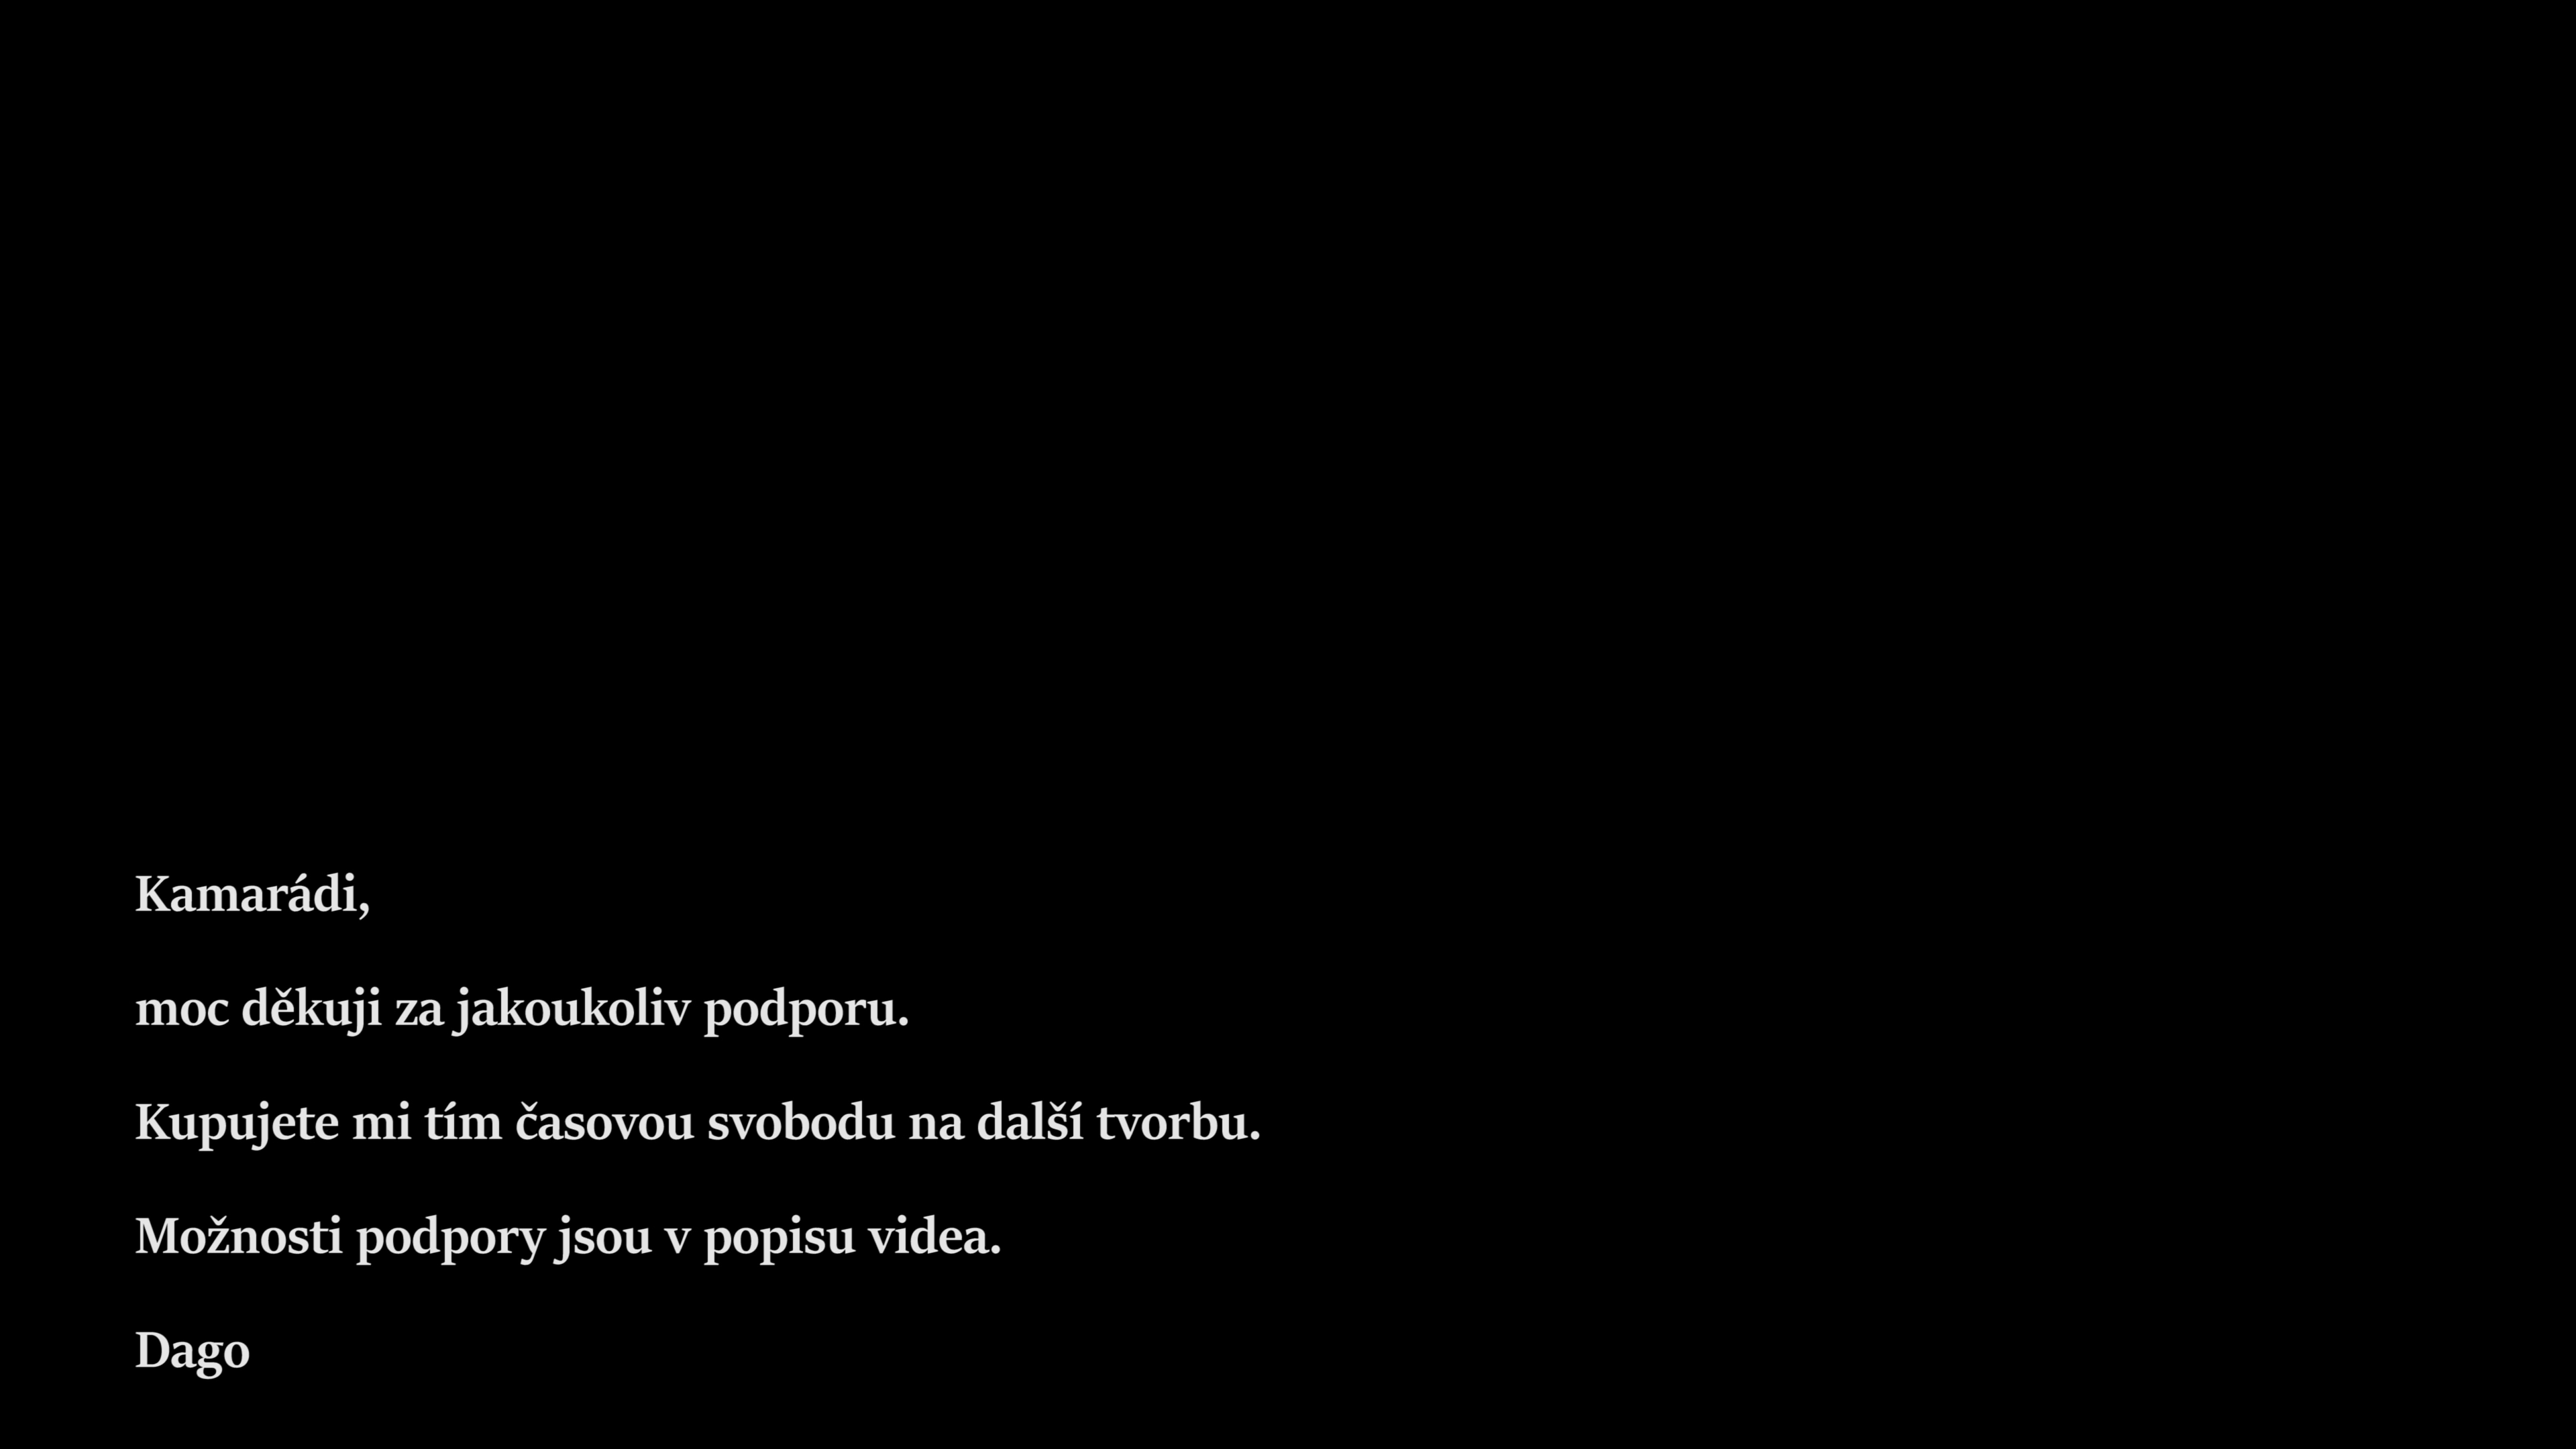 Kamarádi,
moc děkuji za jakoukoliv podporu.
Kupujete mi tím časovou svobodu na další tvorbu.
Možnosti podpory jsou v popisu videa.
Dago